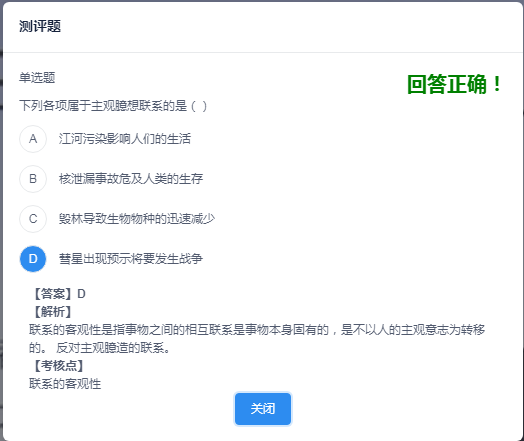 测评题
单选题
回答正确！
下列各项属于主观臆想联系的是（ ）
A 江河污染影响人们的生活
B 核泄漏事故危及人类的生存
C 毁林导致生物物种的迅速减少
D 彗星出现预示将要发生战争
【答案】D
【解析】
联系的客观性是指事物之间的相互联系是事物本身固有的，是不以人的主观意志为转移
的。 反对主观臆造的联系。
【考核点】
联系的客观性
关闭